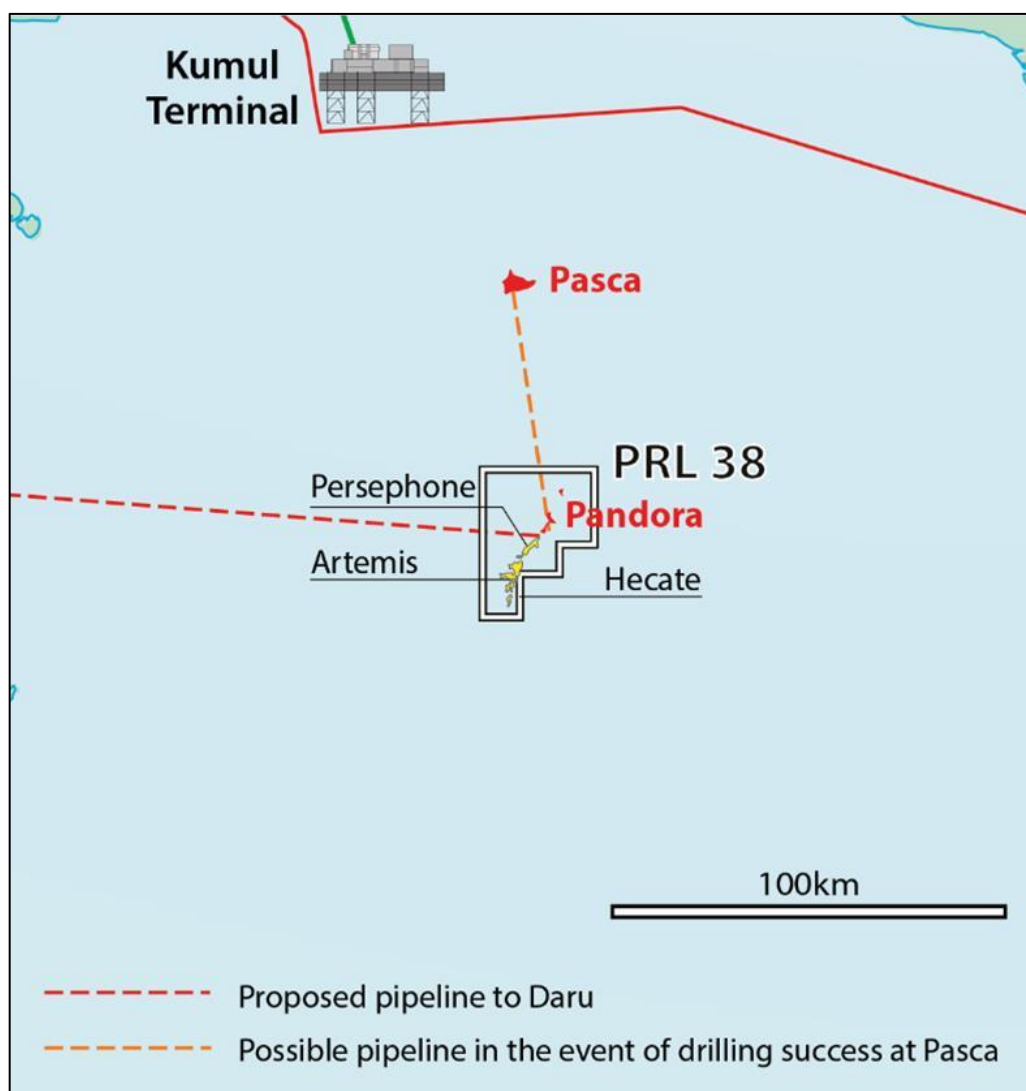 Kumul
Terminal
Pasca
PRL 38
Persephone
Pandora
Artemis
Hecate
100km
Proposed pipeline to Daru
Possible pipeline in the event of drilling success at Pasca